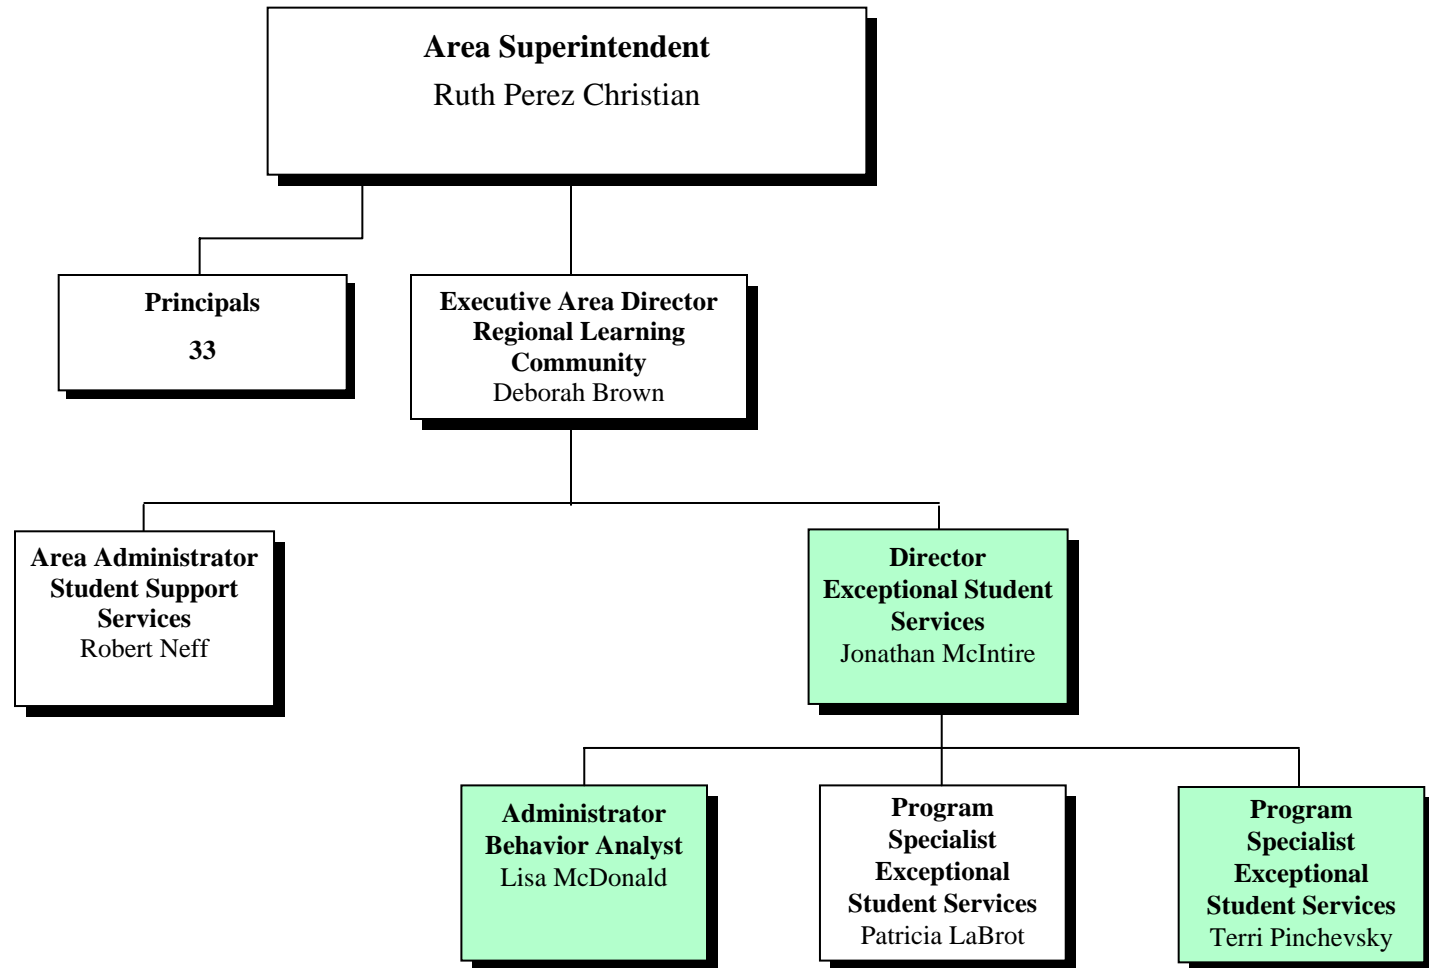 Area Superintendent
Ruth Perez Christian
Principals
33
Executive Area Director
Regional Learning
Community
Deborah Brown
Area Administrator
Student Support
Services
Robert Neff
Director
Exceptional Student
Services
Jonathan McIntire
Administrator
Behavior Analyst
Lisa McDonald
Program
Specialist
Exceptional
Student Services
Patricia LaBrot
Program
Specialist
Exceptional
Student Services
Terri Pinchevsky